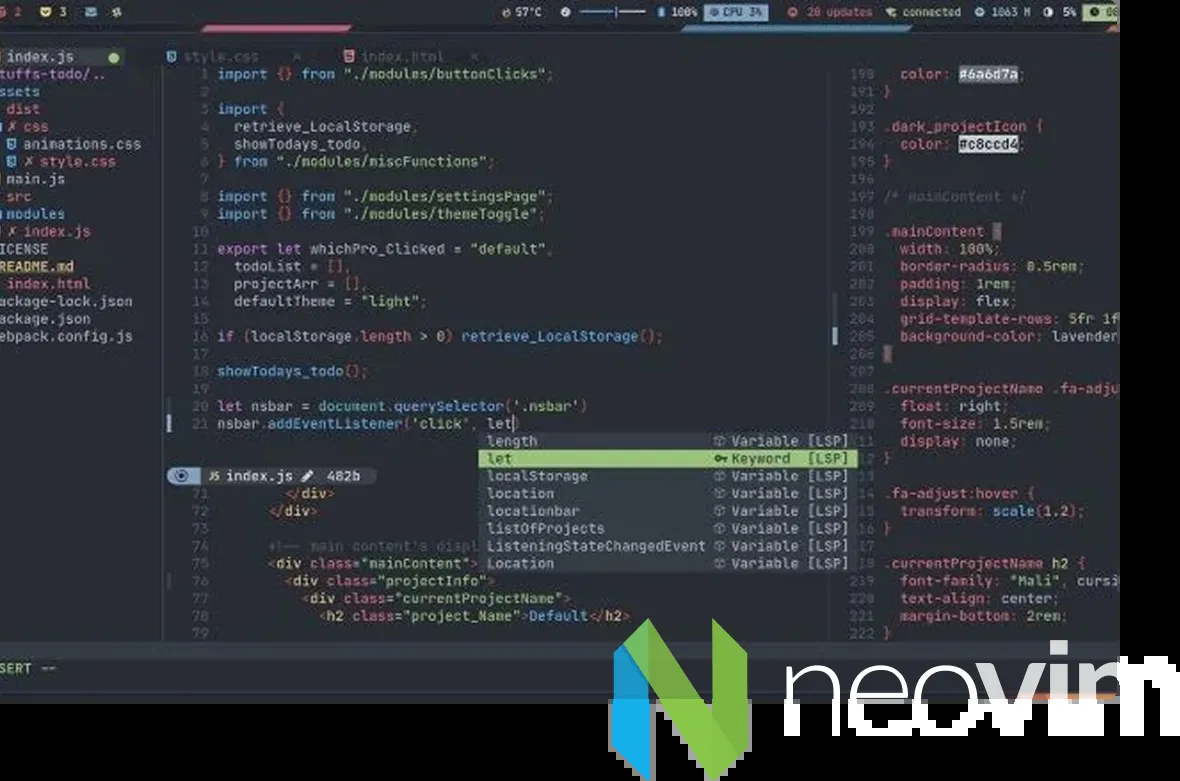 2 3 57°C 100% CPU 3% 20 updates connected 1063 M 5%
index.js style.css index.html
tuffs-todo/..
ssets
dist
✗ css
animations.css
✗ style.css
main.js
src
modules
✗ index.js
ICENSE
README.md
index.html
ackage-lock.json
ackage.json
ebpack.config.js
1 import {} from "./modules/buttonClicks";
2
3 import {
4 retrieve_LocalStorage,
5 showTodays_todo,
6 } from "./modules/miscFunctions";
7
8 import {} from "./modules/settingsPage";
9 import {} from "./modules/themeToggle";
10
11 export let whichPro_Clicked = "default",
12 todoList = [],
13 projectArr = [],
14 defaultTheme = "light";
15
16 if (localStorage.length > 0) retrieve_LocalStorage();
17
18 showTodays_todo();
19
20 let nsbar = document.querySelector('.nsbar')
21 nsbar.addEventListener('click', let)
length Variable [LSP]
let Keyword [LSP]
localStorage Variable [LSP]
location Variable [LSP]
locationbar Variable [LSP]
listOfProjects Variable [LSP]
ListeningStateChangedEvent Variable [LSP]
Location Variable [LSP]
JS index.js 482b
71 </div>
72 </div>
73
74 <!-- main content's displ
75 <div class="mainContent">
76 <div class="projectInfo">
77 <div class="currentProjectName">
78 <h2 class="project_Name">Default</h2>
79
190 color: #6a6d7a;
191 }
192
193 .dark_projectIcon {
194 color: #c8ccd4;
195 }
196
197 /* mainContent */
198
199 .mainContent {
200 width: 100%;
201 border-radius: 0.5rem;
202 padding: 1rem;
203 display: flex;
204 grid-template-rows: 5fr 1f
205 background-color: lavender
206 }
207
208 .currentProjectName .fa-adju
209 float: right;
210 font-size: 1.5rem;
11 display: none;
12 }
13
14 .fa-adjust:hover {
15 transform: scale(1.2);
16 }
17
18 .currentProjectName h2 {
219 font-family: "Mali", cursi
220 text-align: center;
221 margin-bottom: 2rem;
222 }
SERT --
neovim